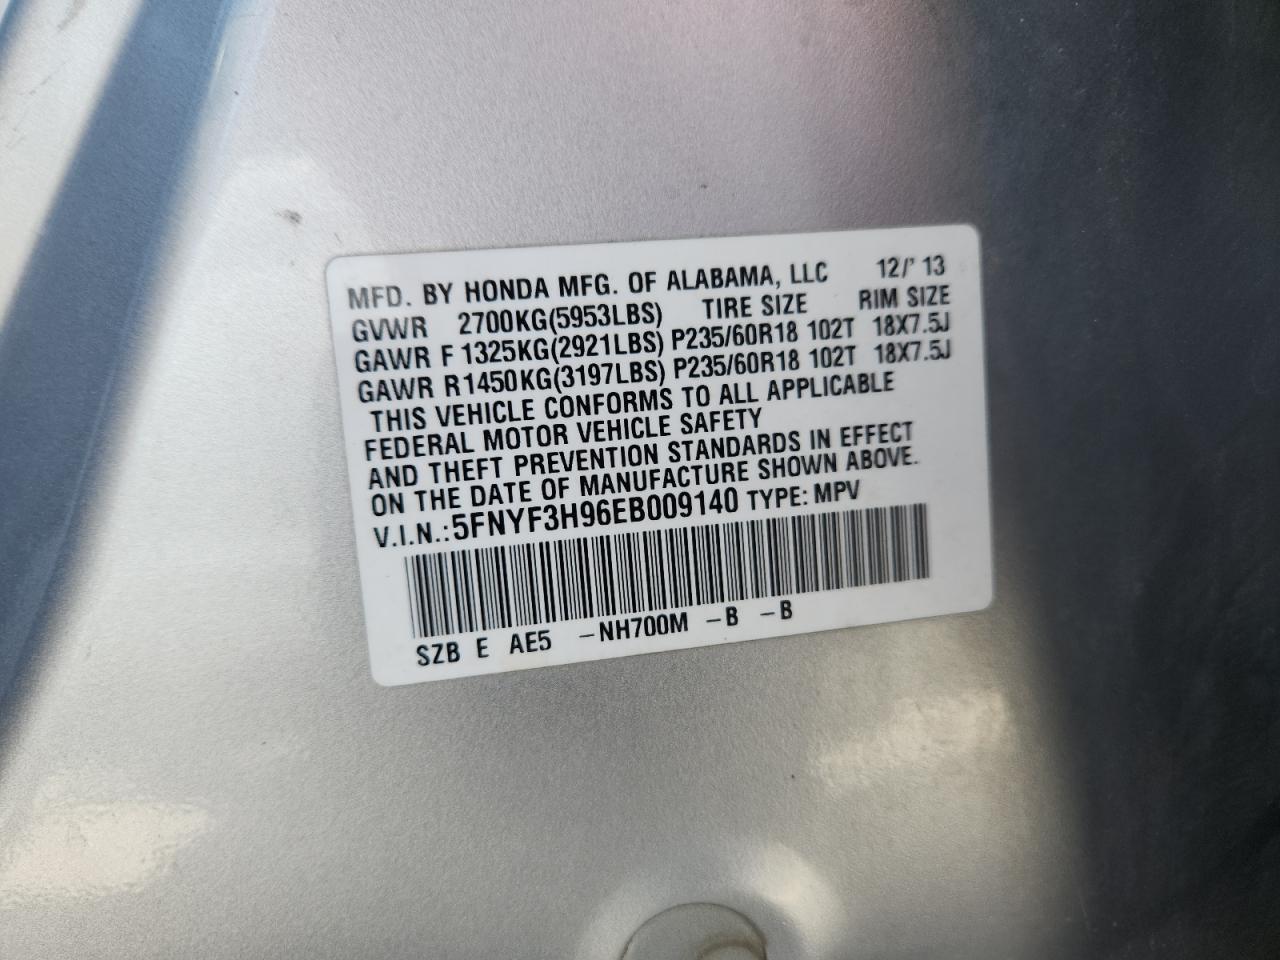 MFD. BY HONDA MFG. OF ALABAMA, LLC 12/' 13
GVWR 2700KG(5953LBS) TIRE SIZE RIM SIZE
GAWR F 1325KG(2921LBS) P235/60R18 102T 18X7.5J
GAWR R1450KG(3197LBS) P235/60R18 102T 18X7.5J
THIS VEHICLE CONFORMS TO ALL APPLICABLE
FEDERAL MOTOR VEHICLE SAFETY
AND THEFT PREVENTION STANDARDS IN EFFECT
ON THE DATE OF MANUFACTURE SHOWN ABOVE.
V.I.N.:5FNYF3H96EB009140 TYPE: MPV
SZB E AE5 -NH700M -B -B